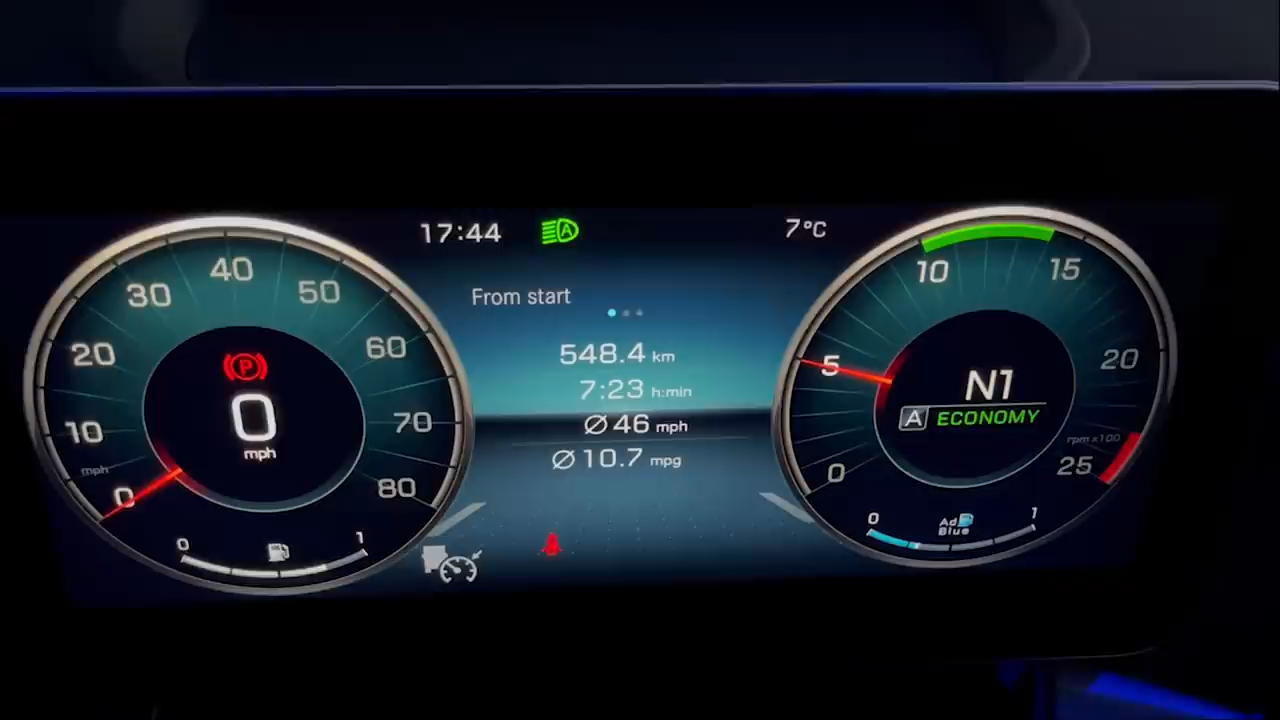 17:44
A
7°C
From start
548.4 km
7:23 h:min
Ø 46 mph
Ø 10.7 mpg
0
10
20
30
40
50
60
70
80
mph
P
0
mph
0
1
0
5
10
15
20
25
rpm x100
N1
A ECONOMY
0
AdBlue
1